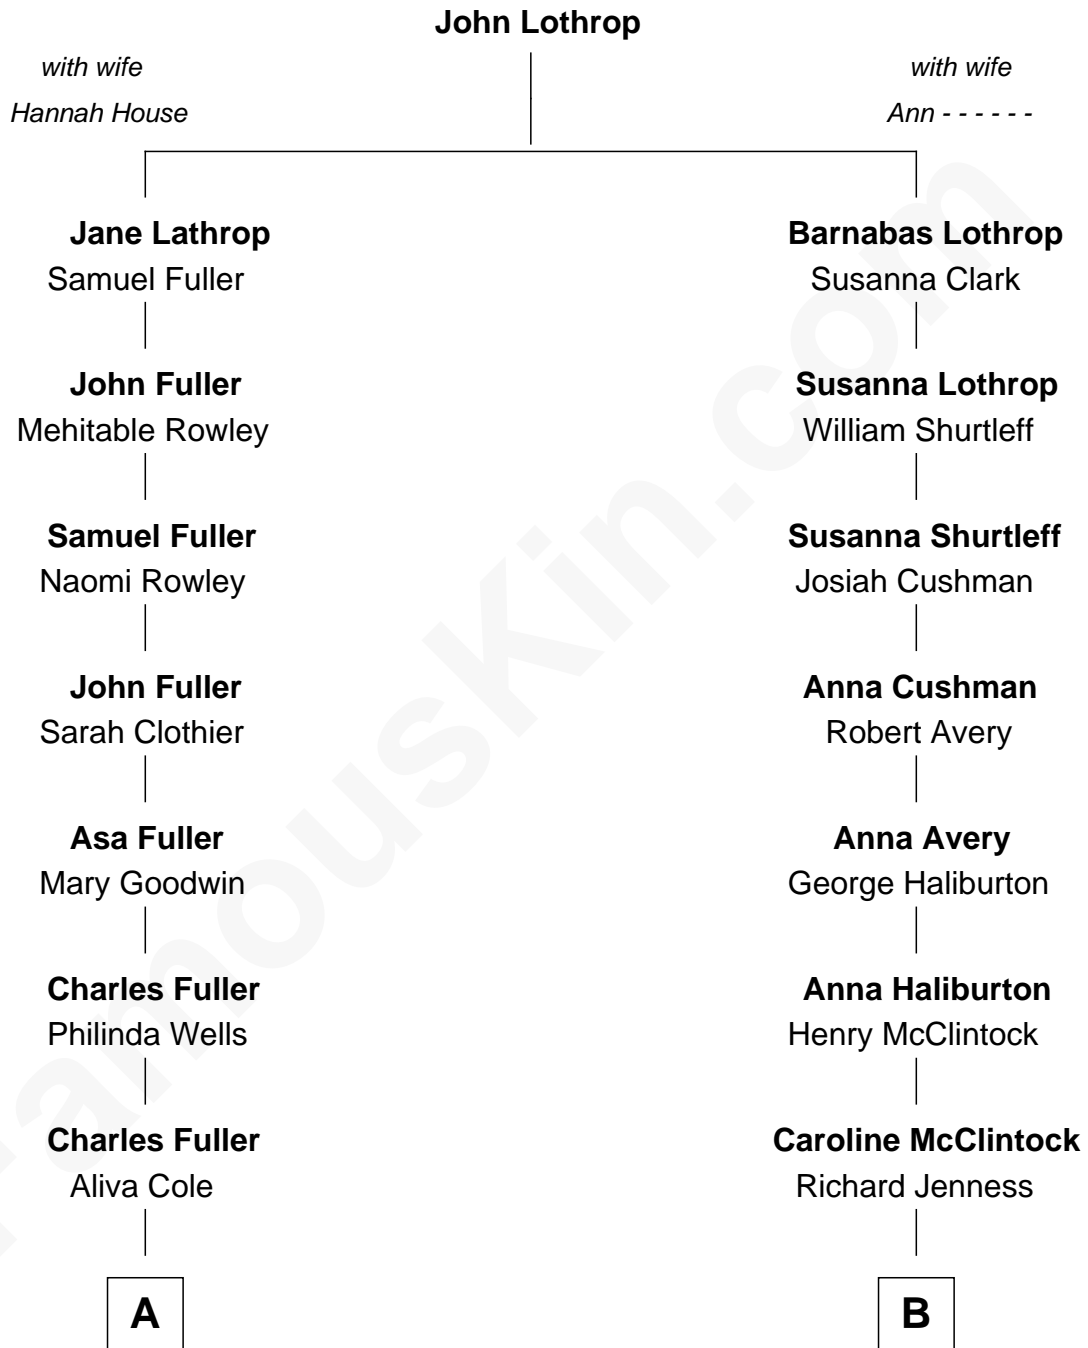 John Lothrop
with wife
Hannah House
with wife
Ann - - - - - -
Jane Lathrop
Samuel Fuller
Barnabas Lothrop
Susanna Clark
John Fuller
Mehitable Rowley
Susanna Lothrop
William Shurtleff
Samuel Fuller
Naomi Rowley
Susanna Shurtleff
Josiah Cushman
John Fuller
Sarah Clothier
Anna Cushman
Robert Avery
Asa Fuller
Mary Goodwin
Anna Avery
George Haliburton
Charles Fuller
Philinda Wells
Anna Haliburton
Henry McClintock
Charles Fuller
Aliva Cole
Caroline McClintock
Richard Jenness
A
B
FamousKin.com